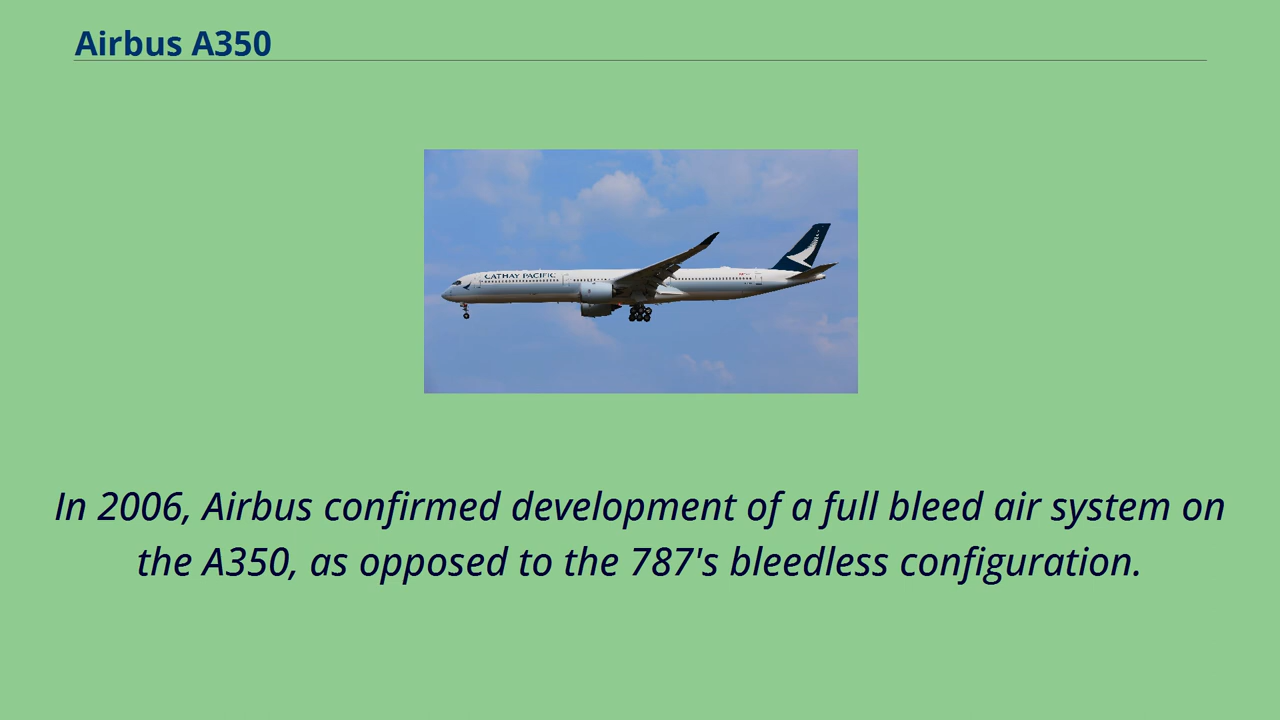 Airbus A350
CATHAY PACIFIC
In 2006, Airbus confirmed development of a full bleed air system on
the A350, as opposed to the 787's bleedless configuration.